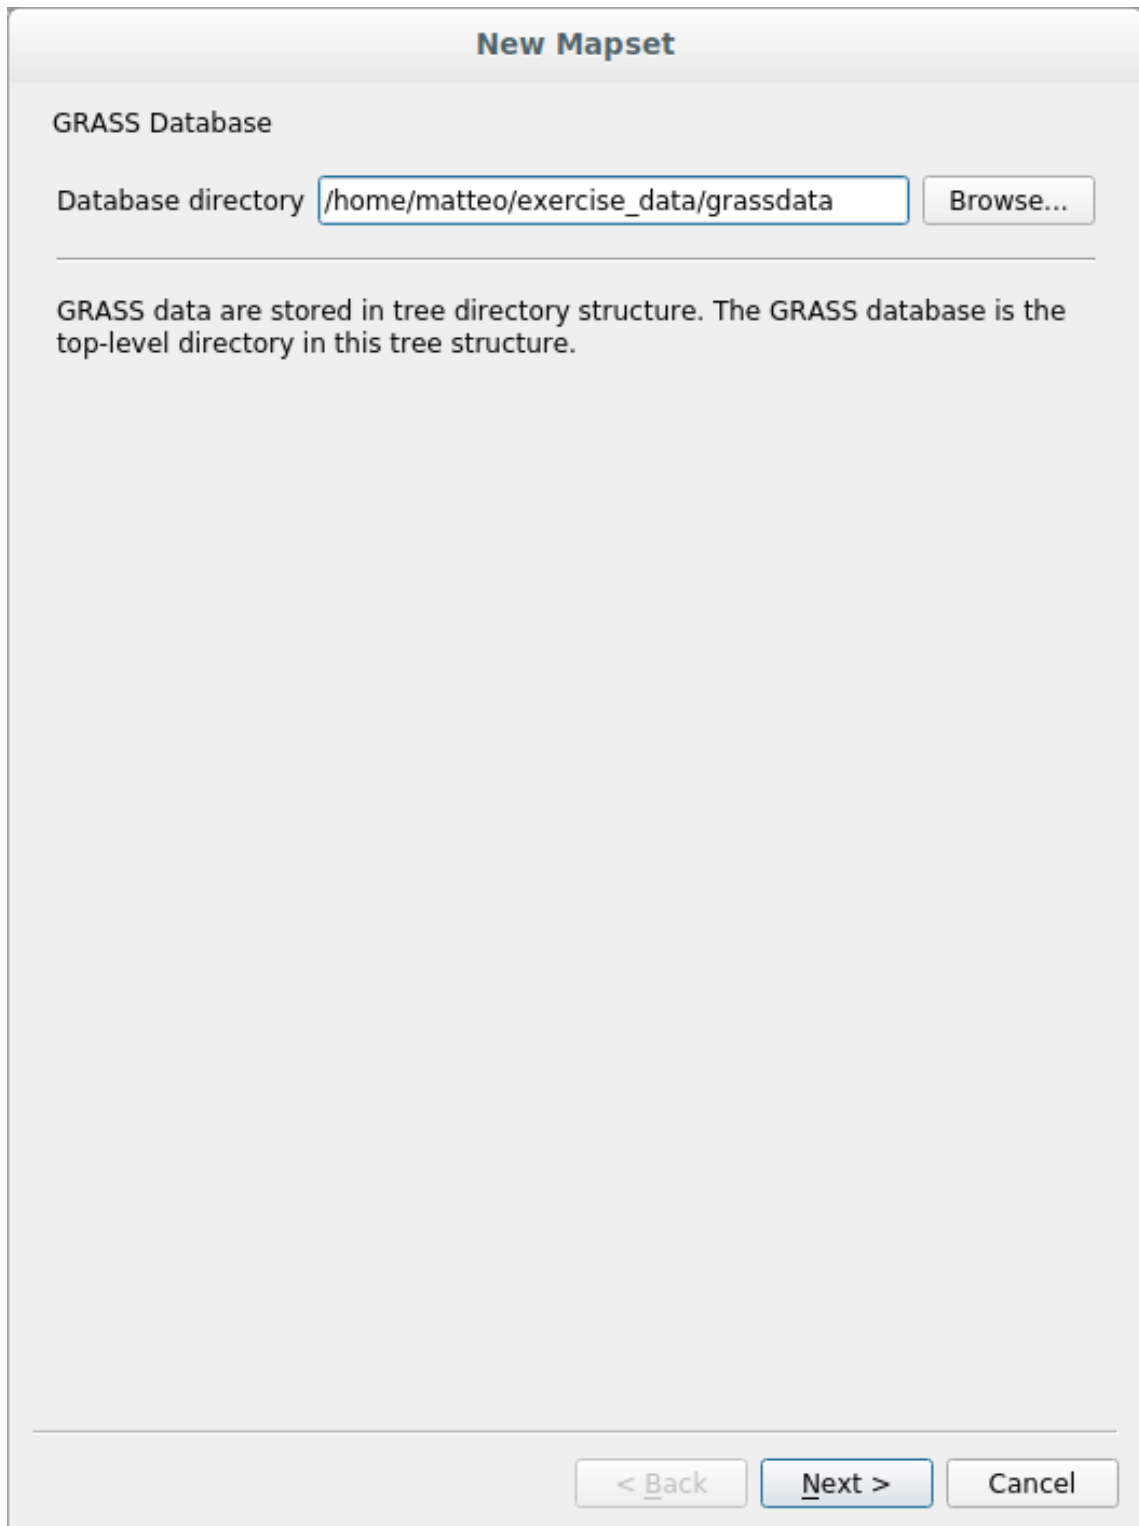 New Mapset
GRASS Database
Database directory /home/matteo/exercise_data/grassdata Browse...
GRASS data are stored in tree directory structure. The GRASS database is the
top-level directory in this tree structure.
< Back Next > Cancel